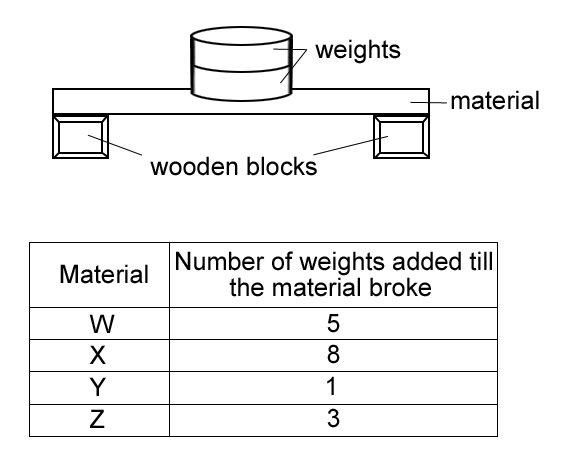 weights
material
wooden blocks
Material
Number of weights added till
the material broke
W 5
X 8
Y 1
Z 3